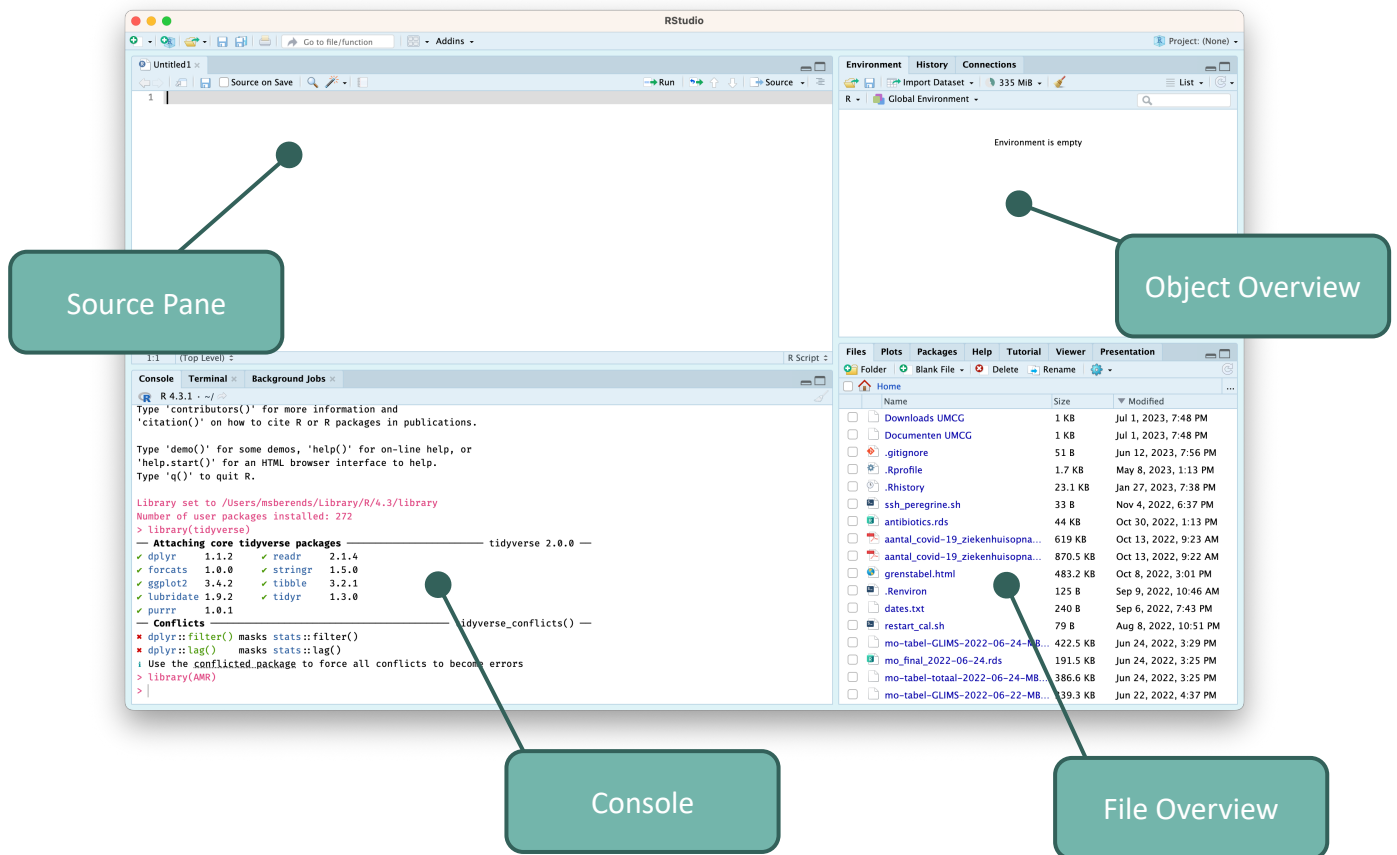 RStudio
Go to file/function
Addins
Project: (None)
Untitled1
Source on Save
Run
Source
1
Source Pane
1:1 (Top Level)
R Script
Environment History Connections
Import Dataset
335 MiB
List
R
Global Environment
Environment is empty
Object Overview
Console Terminal Background Jobs
R 4.3.1 · ~/
Type 'contributors()' for more information and
'citation()' on how to cite R or R packages in publications.
Type 'demo()' for some demos, 'help()' for on-line help, or
'help.start()' for an HTML browser interface to help.
Type 'q()' to quit R.
Library set to /Users/msberends/Library/R/4.3/library
Number of user packages installed: 272
> library(tidyverse)
── Attaching core tidyverse packages ──── tidyverse 2.0.0 ──
✔ dplyr 1.1.2 ✔ readr 2.1.4
✔ forcats 1.0.0 ✔ stringr 1.5.0
✔ ggplot2 3.4.2 ✔ tibble 3.2.1
✔ lubridate 1.9.2 ✔ tidyr 1.3.0
✔ purrr 1.0.1
── Conflicts ──── tidyverse_conflicts() ──
✖ dplyr::filter() masks stats::filter()
✖ dplyr::lag() masks stats::lag()
ℹ Use the conflicted package to force all conflicts to become errors
> library(AMR)
>
Console
Files Plots Packages Help Tutorial Viewer Presentation
Folder Blank File Delete Rename
Home ...
Name Size Modified
Downloads UMCG 1 KB Jul 1, 2023, 7:48 PM
Documenten UMCG 1 KB Jul 1, 2023, 7:48 PM
.gitignore 51 B Jun 12, 2023, 7:56 PM
.Rprofile 1.7 KB May 8, 2023, 1:13 PM
.Rhistory 23.1 KB Jan 27, 2023, 7:38 PM
ssh_peregrine.sh 33 B Nov 4, 2022, 6:37 PM
antibiotics.rds 44 KB Oct 30, 2022, 1:13 PM
aantal_covid-19_ziekenhuisopna... 619 KB Oct 13, 2022, 9:23 AM
aantal_covid-19_ziekenhuisopna... 870.5 KB Oct 13, 2022, 9:22 AM
grenstabel.html 483.2 KB Oct 8, 2022, 3:01 PM
.Renviron 125 B Sep 9, 2022, 10:46 AM
dates.txt 240 B Sep 6, 2022, 7:43 PM
restart_cal.sh 79 B Aug 8, 2022, 10:51 PM
mo-tabel-GLIMS-2022-06-24-MB... 422.5 KB Jun 24, 2022, 3:29 PM
mo_final_2022-06-24.rds 191.5 KB Jun 24, 2022, 3:25 PM
mo-tabel-totaal-2022-06-24-MB... 386.6 KB Jun 24, 2022, 3:25 PM
mo-tabel-GLIMS-2022-06-22-MB... 339.3 KB Jun 22, 2022, 4:37 PM
File Overview